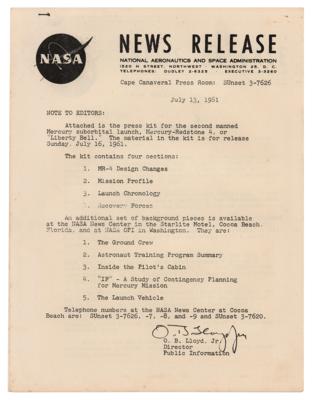 NASA
NEWS RELEASE
NATIONAL AERONAUTICS AND SPACE ADMINISTRATION
1520 H STREET, NORTHWEST · WASHINGTON 25, D. C.
TELEPHONES: DUDLEY 2-6325 · EXECUTIVE 3-3260
Cape Canaveral Press Room: SUnset 3-7626
July 13, 1961
NOTE TO EDITORS:
Attached is the press kit for the second manned
Mercury suborbital launch, Mercury-Redstone 4, or
"Liberty Bell." The material in the kit is for release
Sunday, July 16, 1961.
The kit contains four sections:
1. MR-4 Design Changes
2. Mission Profile
3. Launch Chronology
Recovery Forces
An additional set of background pieces is available
at the NASA News Center in the Starlite Motel, Cocoa Beach,
Florida, and at NASA OPI in Washington. They are:
1. The Ground Crew
2. Astronaut Training Program Summary
3. Inside the Pilot's Cabin
4. "IF" - A Study of Contingency Planning
for Mercury Mission
5. The Launch Vehicle
Telephone numbers at the NASA News Center at Cocoa
Beach are: SUnset 3-7626, -7, -8, and -9 and SUnset 3-7620.
O. B. Lloyd, Jr.
O. B. Lloyd, Jr.
Director
Public Information